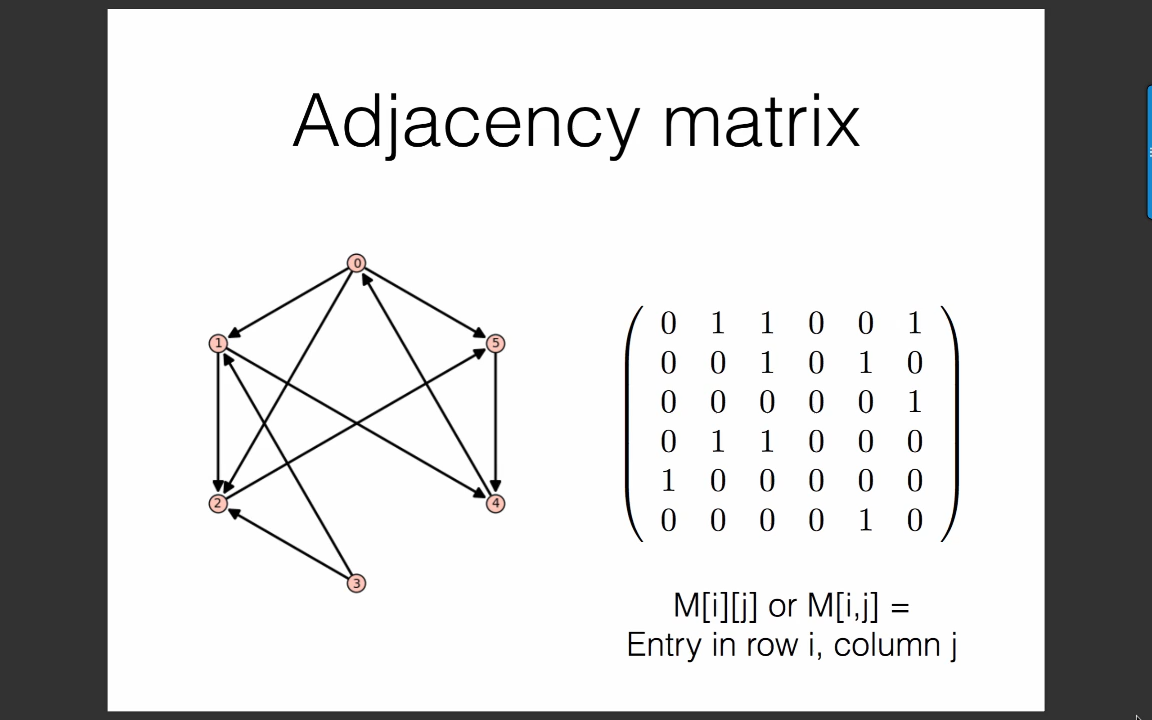 Adjacency matrix
0
1
5
2
4
3
0 1 1 0 0 1
0 0 1 0 1 0
0 0 0 0 0 1
0 1 1 0 0 0
1 0 0 0 0 0
0 0 0 0 1 0
M[i][j] or M[i,j] =
Entry in row i, column j